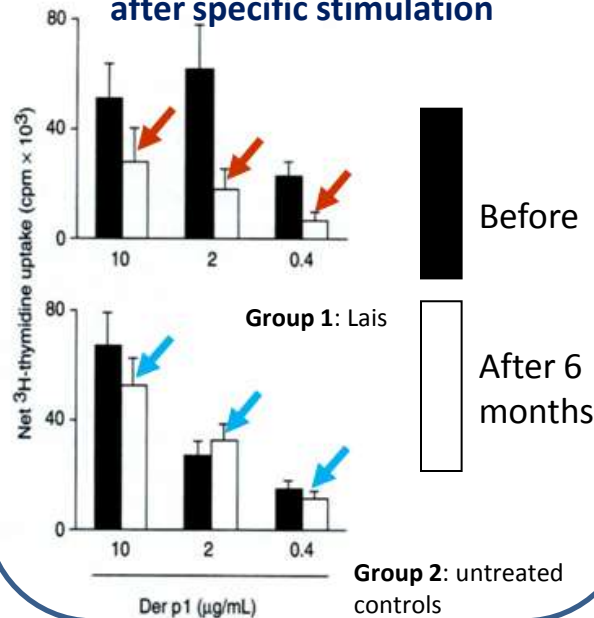 after specific stimulation
Net ³H-thymidine uptake (cpm × 10³)
80
40
0
10 2 0.4
Before
Group 1: Lais
80
40
0
10 2 0.4
After 6
months
Der p1 (µg/mL)
Group 2: untreated
controls